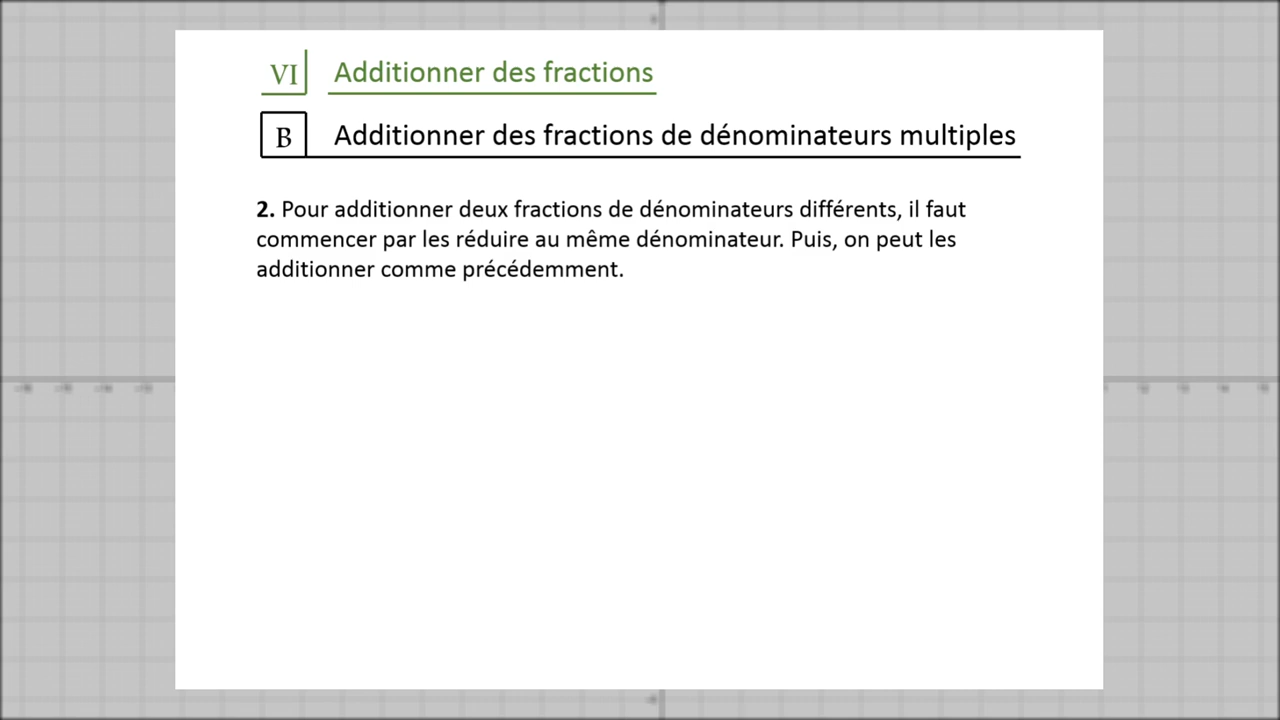 VI Additionner des fractions
B Additionner des fractions de dénominateurs multiples
2. Pour additionner deux fractions de dénominateurs différents, il faut
commencer par les réduire au même dénominateur. Puis, on peut les
additionner comme précédemment.